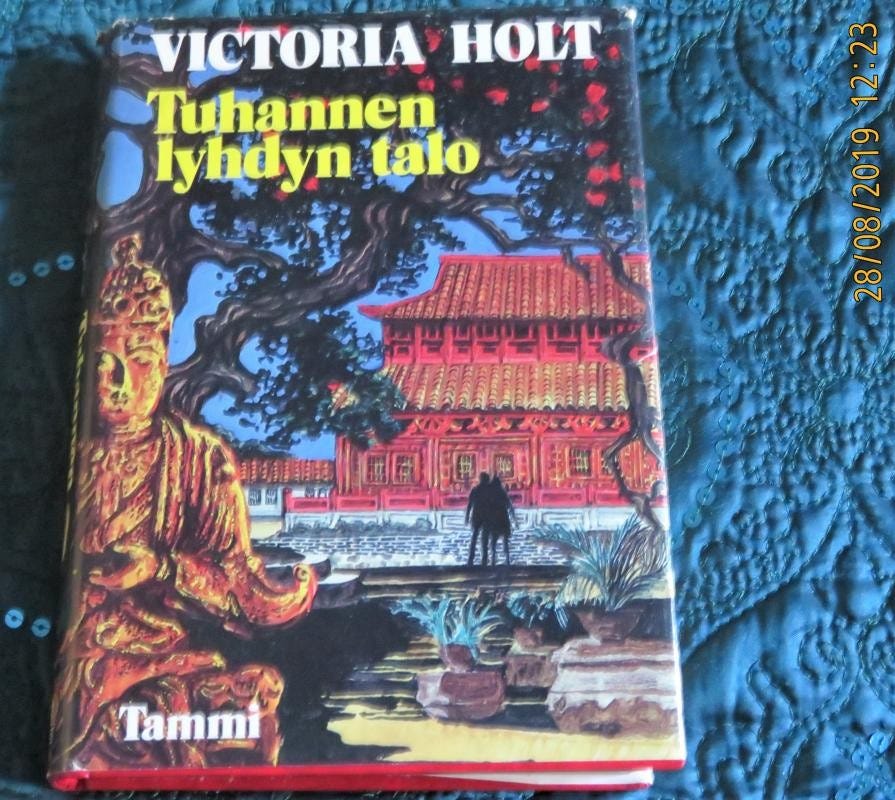 VICTORIA HOLT
Tuhannen
lyhdyn talo
Tammi
28/08/2019 12:23